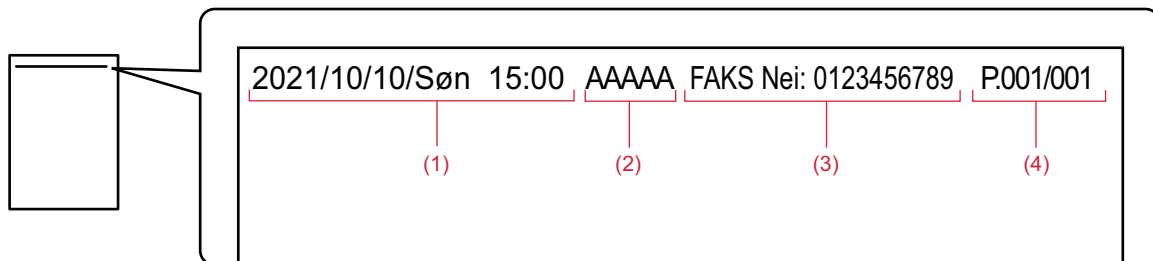 2021/10/10/Søn 15:00 AAAAA FAKS Nei: 0123456789 P.001/001
(1) (2) (3) (4)